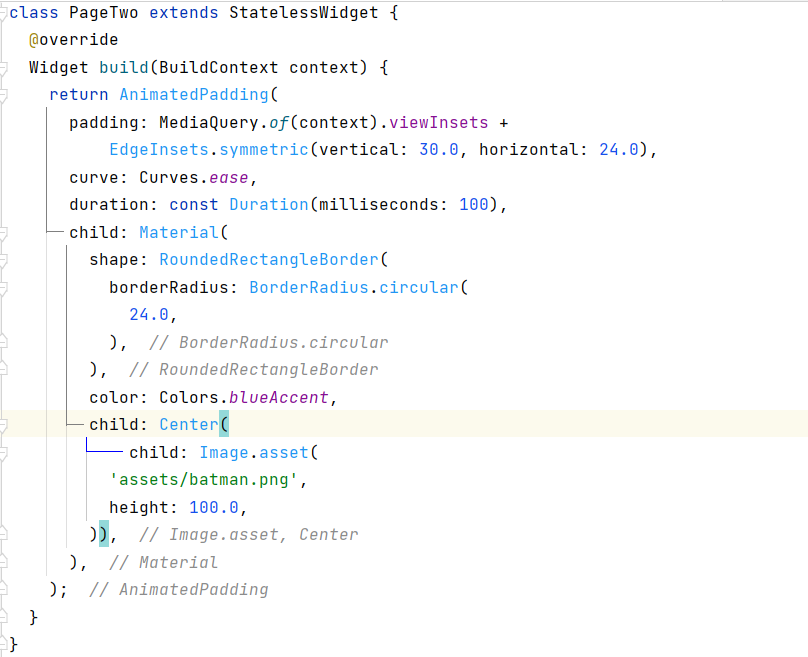 class PageTwo extends StatelessWidget {
  @override
  Widget build(BuildContext context) {
    return AnimatedPadding(
      padding: MediaQuery.of(context).viewInsets +
          EdgeInsets.symmetric(vertical: 30.0, horizontal: 24.0),
      curve: Curves.ease,
      duration: const Duration(milliseconds: 100),
      child: Material(
        shape: RoundedRectangleBorder(
          borderRadius: BorderRadius.circular(
            24.0,
          ),  // BorderRadius.circular
        ),  // RoundedRectangleBorder
        color: Colors.blueAccent,
        child: Center(
            child: Image.asset(
          'assets/batman.png',
          height: 100.0,
        )),  // Image.asset, Center
      ),  // Material
    );  // AnimatedPadding
  }
}